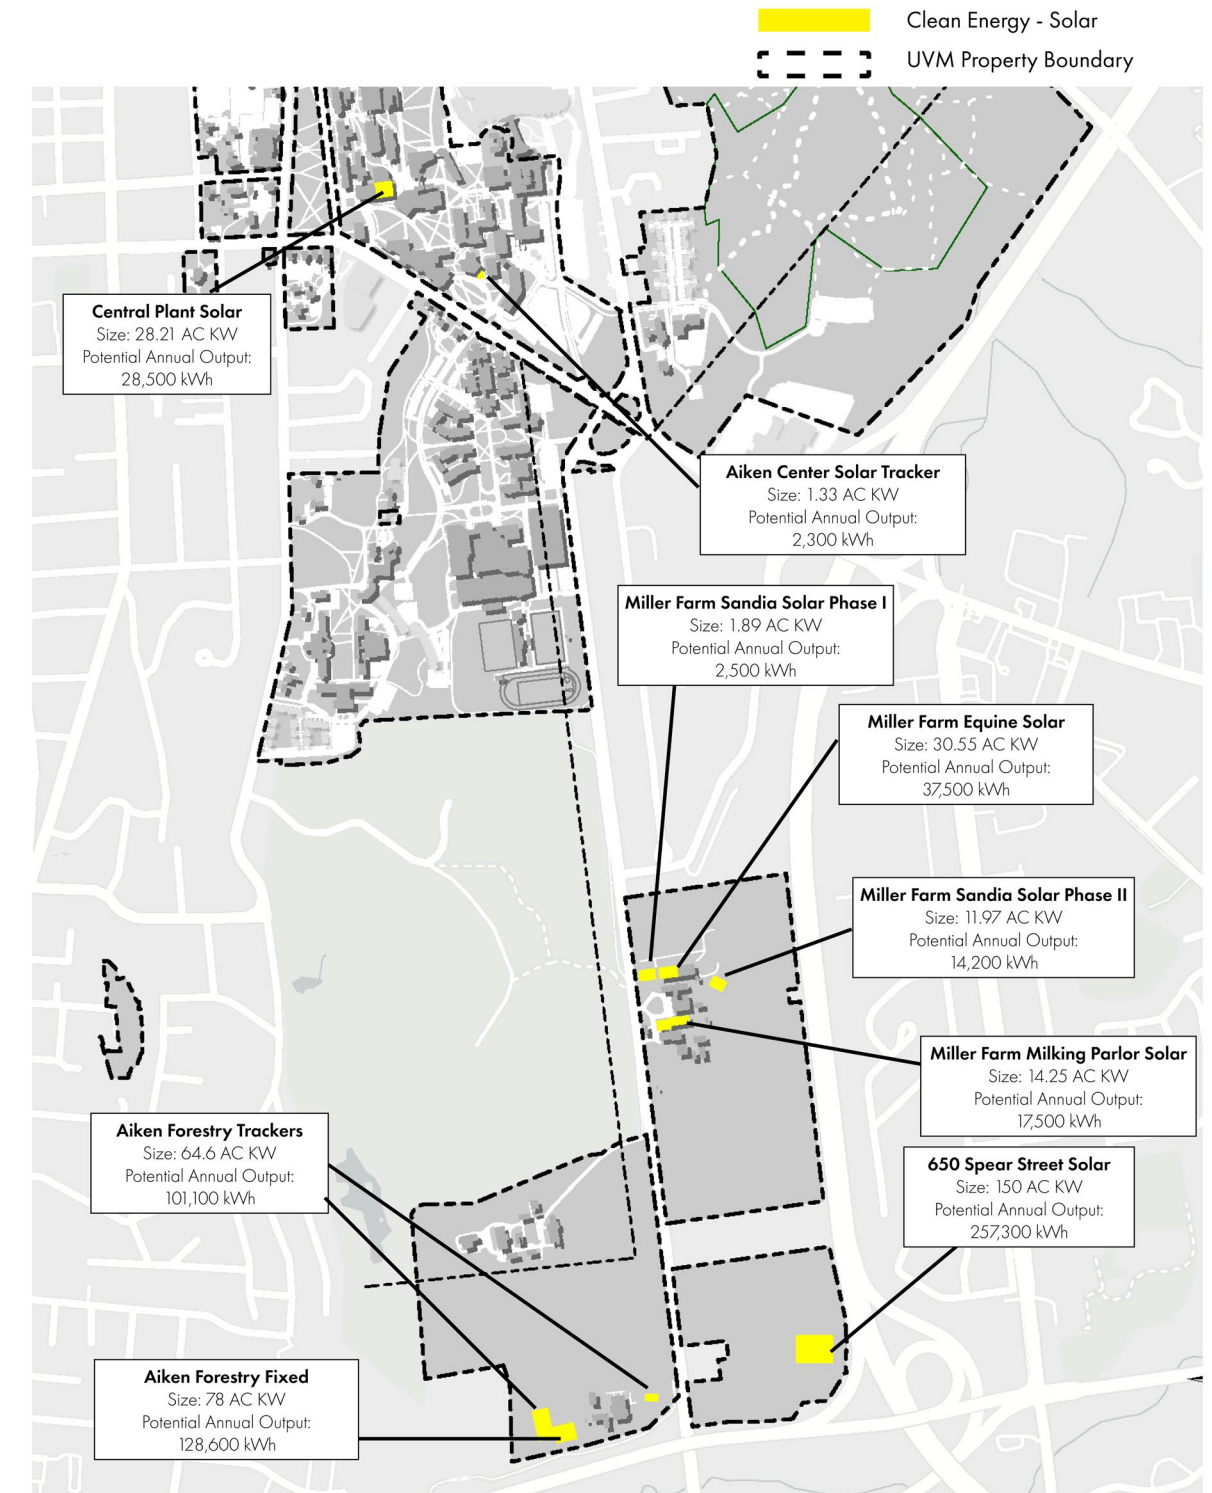 Clean Energy - Solar
UVM Property Boundary
Central Plant Solar
Size: 28.21 AC KW
Potential Annual Output:
28,500 kWh
Aiken Center Solar Tracker
Size: 1.33 AC KW
Potential Annual Output:
2,300 kWh
Miller Farm Sandia Solar Phase I
Size: 1.89 AC KW
Potential Annual Output:
2,500 kWh
Miller Farm Equine Solar
Size: 30.55 AC KW
Potential Annual Output:
37,500 kWh
Miller Farm Sandia Solar Phase II
Size: 11.97 AC KW
Potential Annual Output:
14,200 kWh
Miller Farm Milking Parlor Solar
Size: 14.25 AC KW
Potential Annual Output:
17,500 kWh
Aiken Forestry Trackers
Size: 64.6 AC KW
Potential Annual Output:
101,100 kWh
650 Spear Street Solar
Size: 150 AC KW
Potential Annual Output:
257,300 kWh
Aiken Forestry Fixed
Size: 78 AC KW
Potential Annual Output:
128,600 kWh